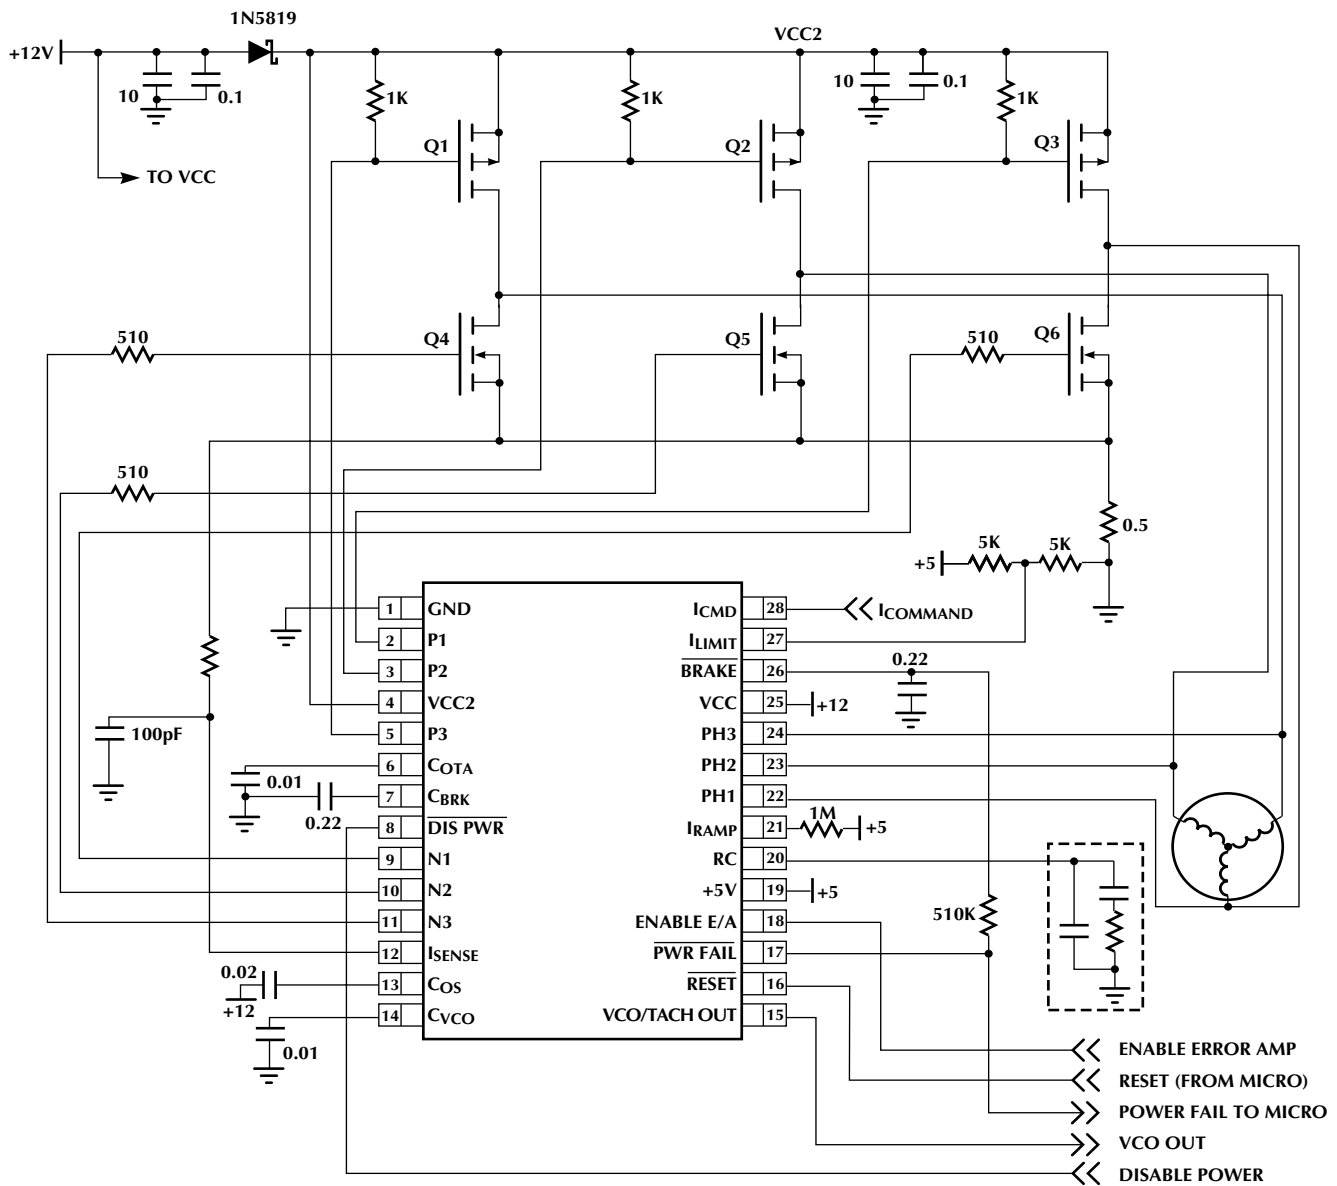 1N5819
+12V
VCC2
10
0.1
1K
1K
10
0.1
1K
Q1
Q2
Q3
TO VCC
510
Q4
Q5
510
Q6
510
0.5
+5
5K
5K
1
GND
2
P1
3
P2
4
VCC2
5
P3
6
COTA
7
CBRK
8
DIS PWR
9
N1
10
N2
11
N3
12
ISENSE
13
COS
14
CVCO
ICMD
28
ICOMMAND
ILIMIT
27
BRAKE
26
0.22
VCC
25
+12
PH3
24
PH2
23
PH1
22
IRAMP
21
1M
+5
RC
20
+5V
19
+5
ENABLE E/A
18
510K
PWR FAIL
17
RESET
16
VCO/TACH OUT
15
100pF
0.01
0.22
0.02
+12
0.01
ENABLE ERROR AMP
RESET (FROM MICRO)
POWER FAIL TO MICRO
VCO OUT
DISABLE POWER